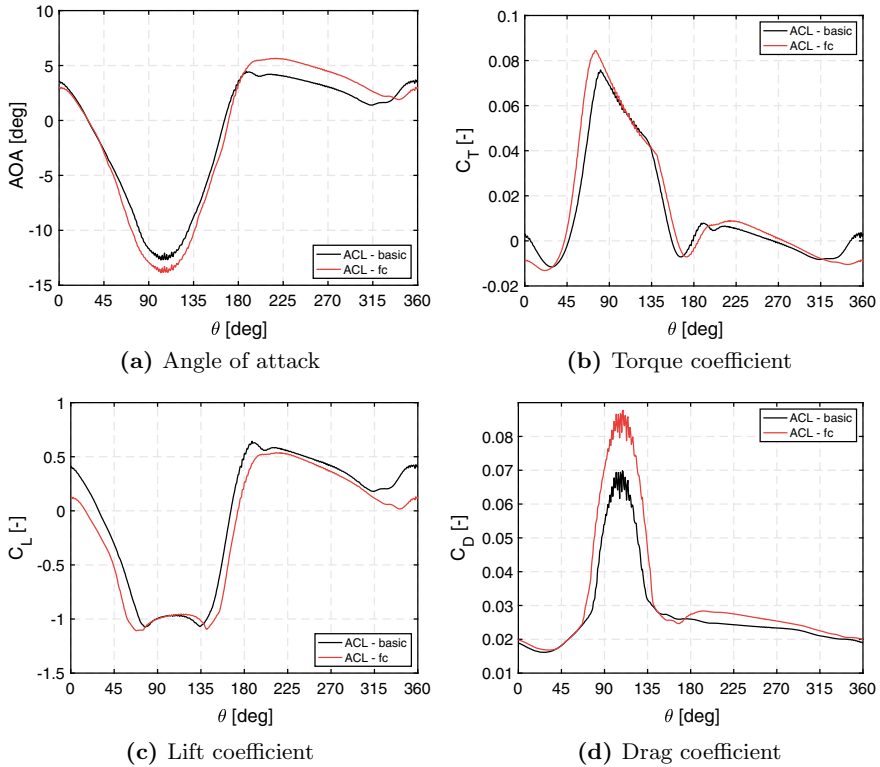 10
5
0
-5
-10
-15
AOA [deg]
ACL - basic
ACL - fc
0 45 90 135 180 225 270 315 360
θ [deg]
(a) Angle of attack
0.1
0.08
0.06
0.04
0.02
0
-0.02
C_T [-]
ACL - basic
ACL - fc
0 45 90 135 180 225 270 315 360
θ [deg]
(b) Torque coefficient
1
0.5
0
-0.5
-1
-1.5
C_L [-]
ACL - basic
ACL - fc
0 45 90 135 180 225 270 315 360
θ [deg]
(c) Lift coefficient
0.08
0.07
0.06
0.05
0.04
0.03
0.02
0.01
C_D [-]
ACL - basic
ACL - fc
0 45 90 135 180 225 270 315 360
θ [deg]
(d) Drag coefficient